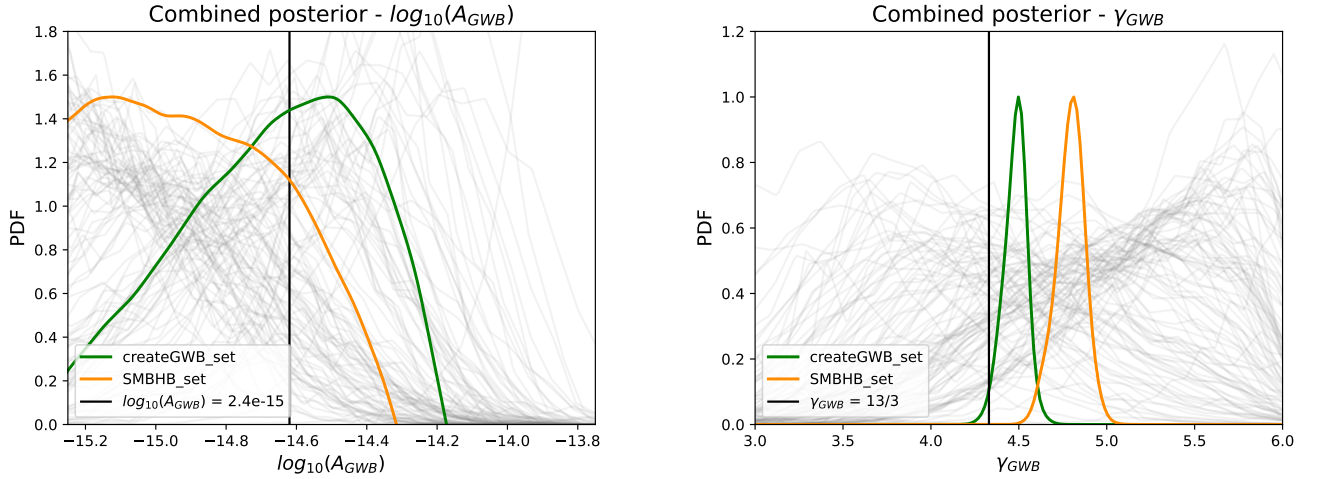 Combined posterior - log10(AGWB)
PDF
1.8
1.6
1.4
1.2
1.0
0.8
0.6
0.4
0.2
0.0
createGWB_set
SMBHB_set
log10(AGWB) = 2.4e-15
−15.2 −15.0 −14.8 −14.6 −14.4 −14.2 −14.0 −13.8
log10(AGWB)
Combined posterior - γGWB
PDF
1.2
1.0
0.8
0.6
0.4
0.2
0.0
createGWB_set
SMBHB_set
γGWB = 13/3
3.0 3.5 4.0 4.5 5.0 5.5 6.0
γGWB